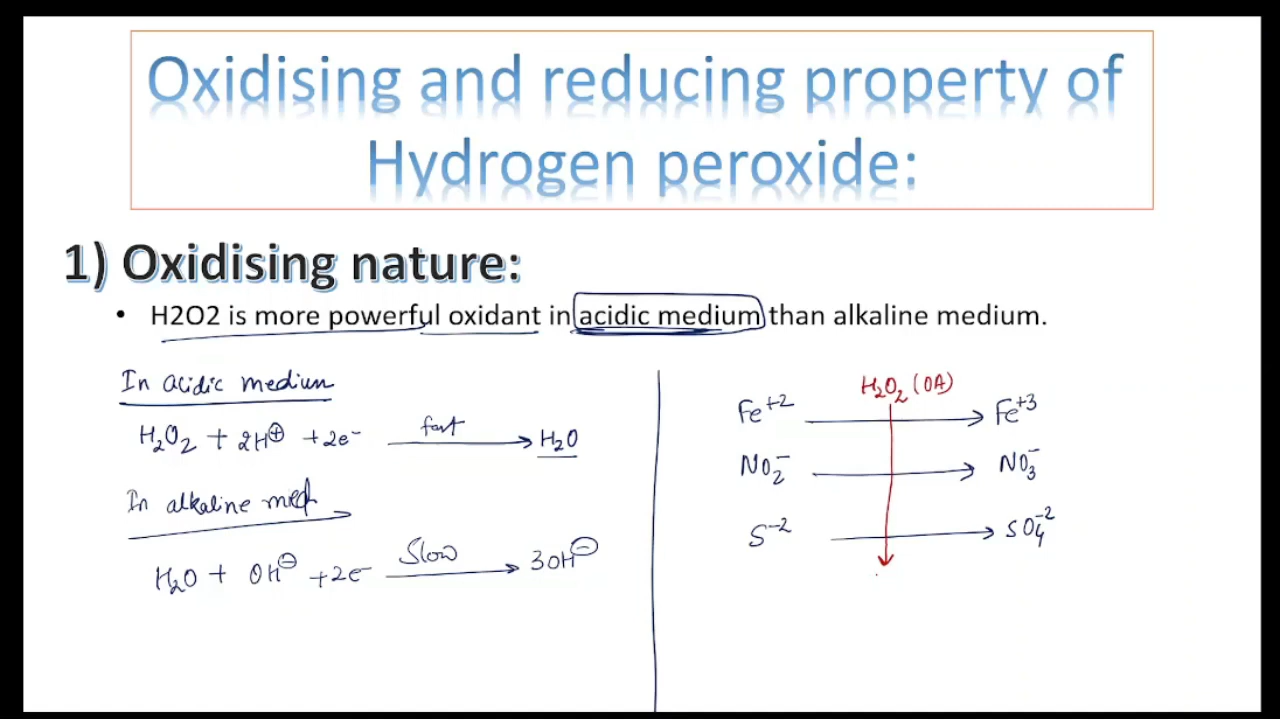 Oxidising and reducing property of
Hydrogen peroxide:
1) Oxidising nature:
• H2O2 is more powerful oxidant in acidic medium than alkaline medium.
In acidic medium
H₂O₂ + 2H⊕ +2e⁻ fast → H₂O
In alkaline med
H₂O + OH⊖ +2e⁻ Slow → 3OH⊖
H₂O₂ (OA)
Fe⁺² → Fe⁺³
NO₂⁻ → NO₃⁻
S⁻² → SO₄⁻²